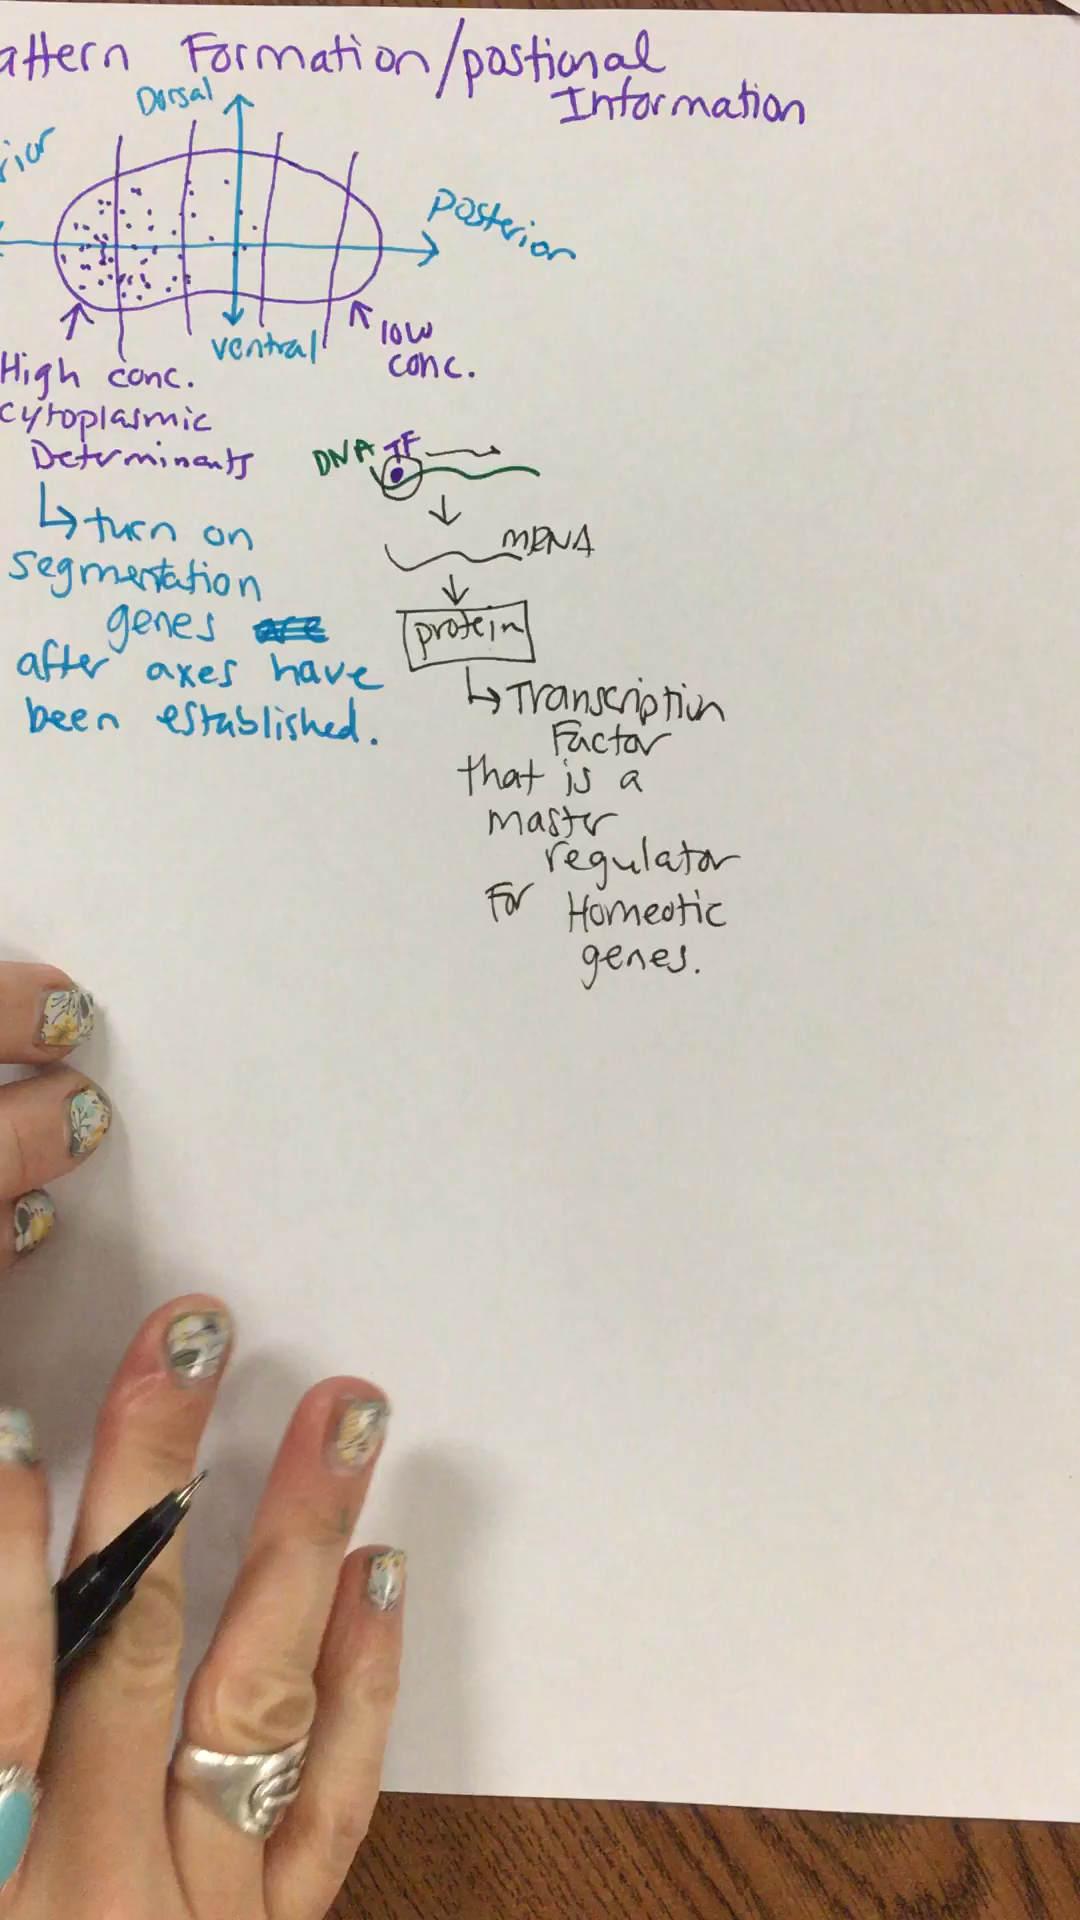 attern Formation/postional
Information
Dorsal
rior
Posterior
ventral
low
conc.
High conc.
Cytoplasmic
Determinants
↳ turn on
segmentation
genes
after axes have
been established.
DNA TF
mRNA
protein
↳ Transcription
Factor
that is a
master
regulator
For Homeotic
genes.